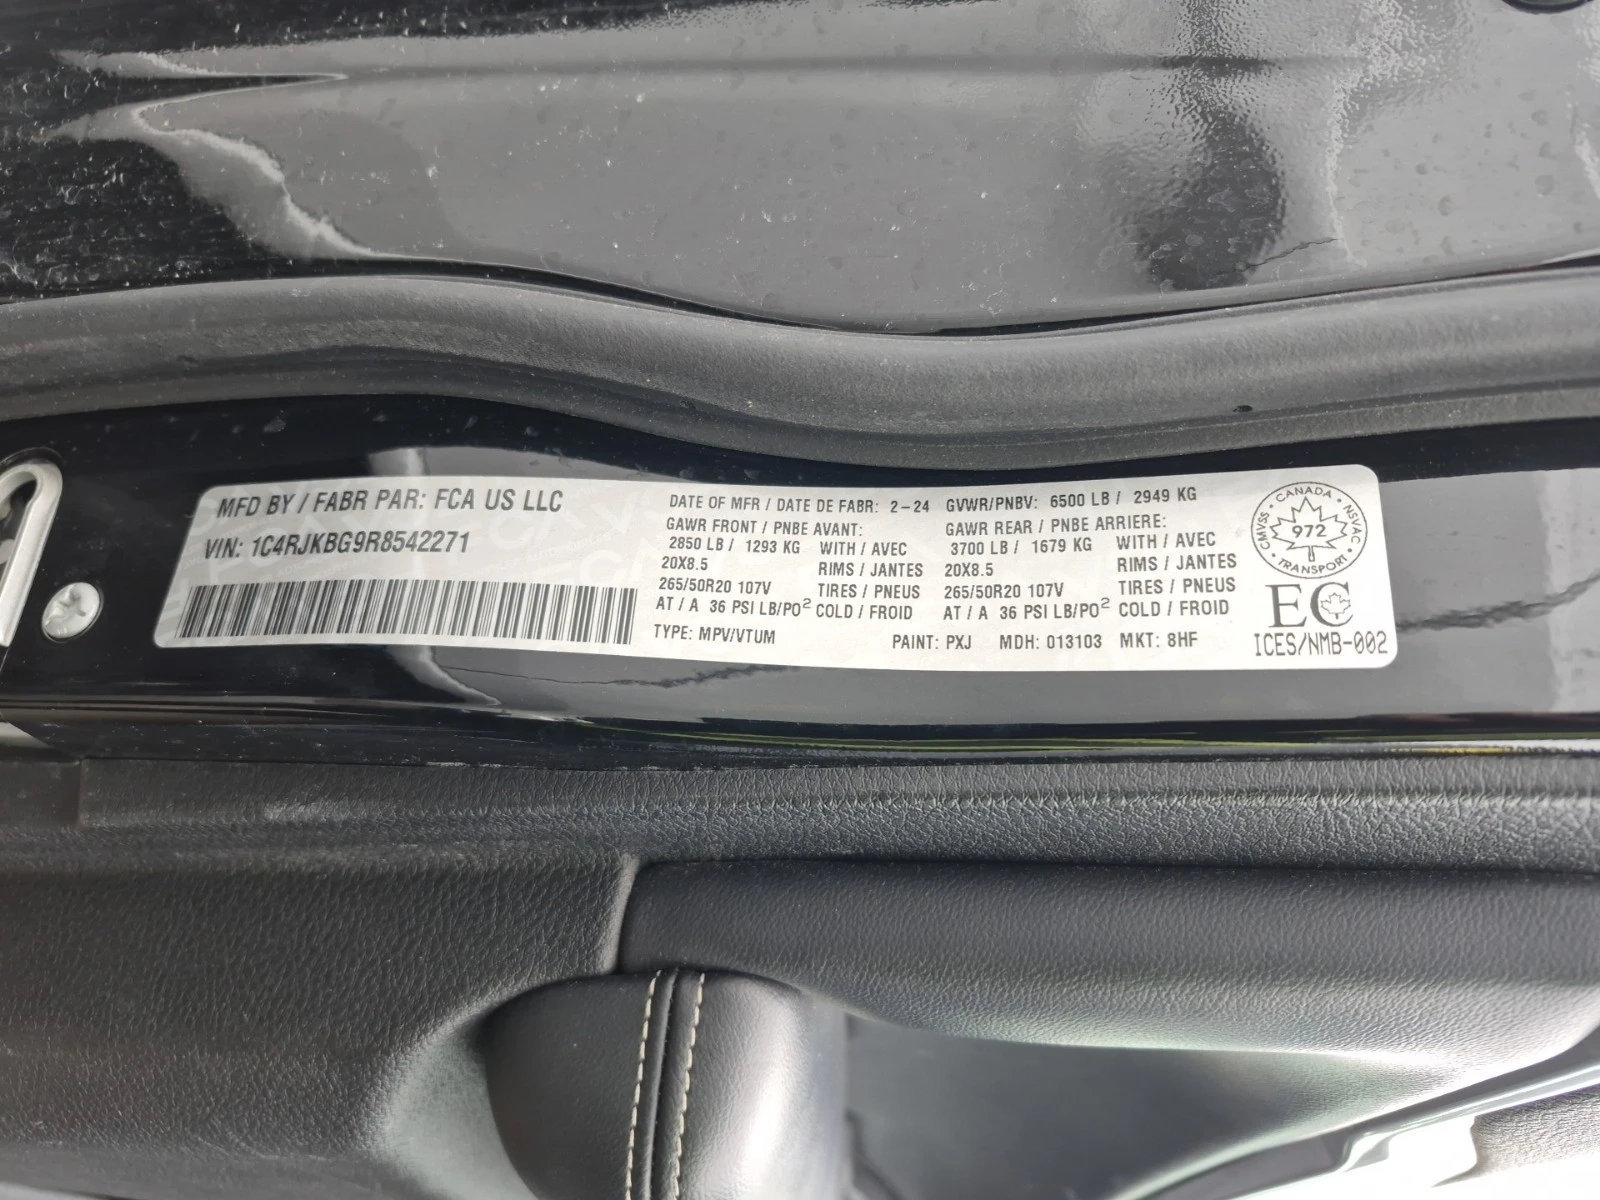 MFD BY / FABR PAR: FCA US LLC
VIN: 1C4RJKBG9R8542271
DATE OF MFR / DATE DE FABR: 2-24 GVWR/PNBV: 6500 LB / 2949 KG
GAWR FRONT / PNBE AVANT: GAWR REAR / PNBE ARRIERE:
2850 LB / 1293 KG WITH / AVEC 3700 LB / 1679 KG WITH / AVEC
20X8.5 RIMS / JANTES 20X8.5 RIMS / JANTES
265/50R20 107V TIRES / PNEUS 265/50R20 107V TIRES / PNEUS
AT / A 36 PSI LB/PO² COLD / FROID AT / A 36 PSI LB/PO² COLD / FROID
TYPE: MPV/VTUM PAINT: PXJ MDH: 013103 MKT: 8HF
CANADA
CMVSS 972 NSVAC
TRANSPORT
EC
ICES/NMB-002